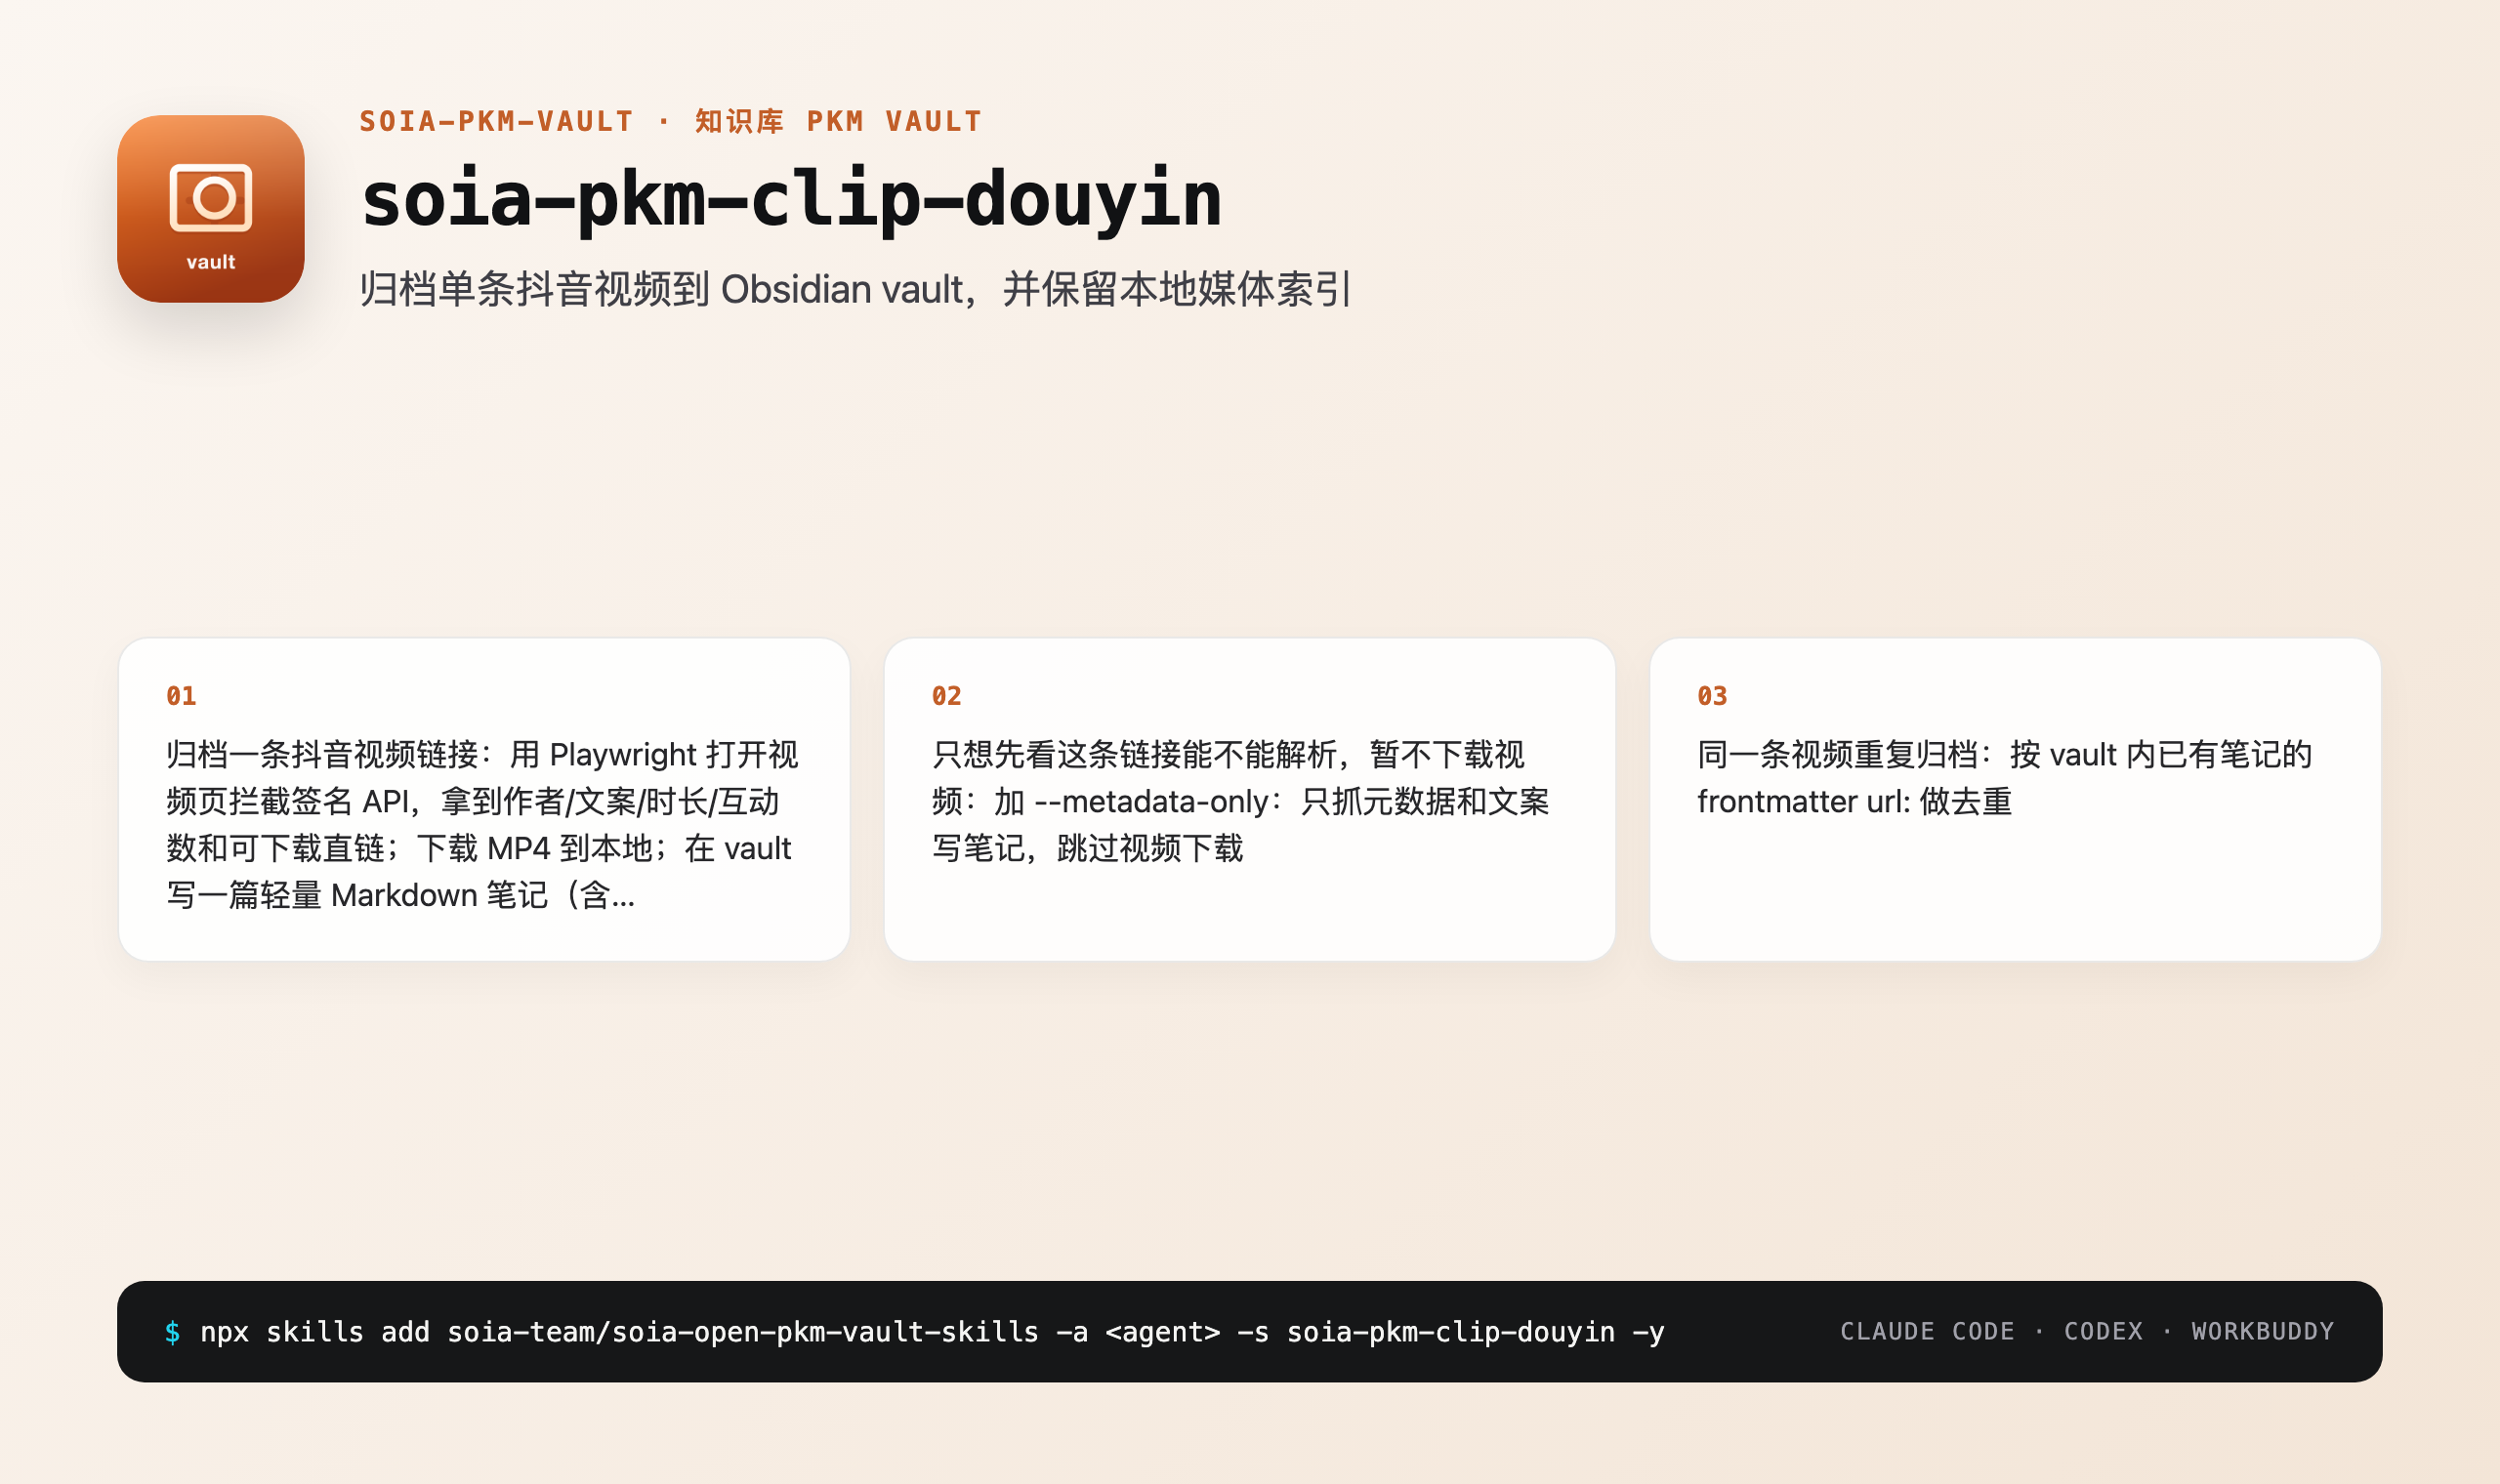 SOIA-PKM-VAULT · 知识库 PKM VAULT
soia-pkm-clip-douyin
归档单条抖音视频到 Obsidian vault，并保留本地媒体索引
vault
01
归档一条抖音视频链接：用 Playwright 打开视
频页拦截签名 API，拿到作者/文案/时长/互动
数和可下载直链；下载 MP4 到本地；在 vault
写一篇轻量 Markdown 笔记（含...
02
只想先看这条链接能不能解析，暂不下载视
频：加 --metadata-only：只抓元数据和文案
写笔记，跳过视频下载
03
同一条视频重复归档：按 vault 内已有笔记的
frontmatter url: 做去重
$ npx skills add soia-team/soia-open-pkm-vault-skills -a <agent> -s soia-pkm-clip-douyin -y
CLAUDE CODE · CODEX · WORKBUDDY